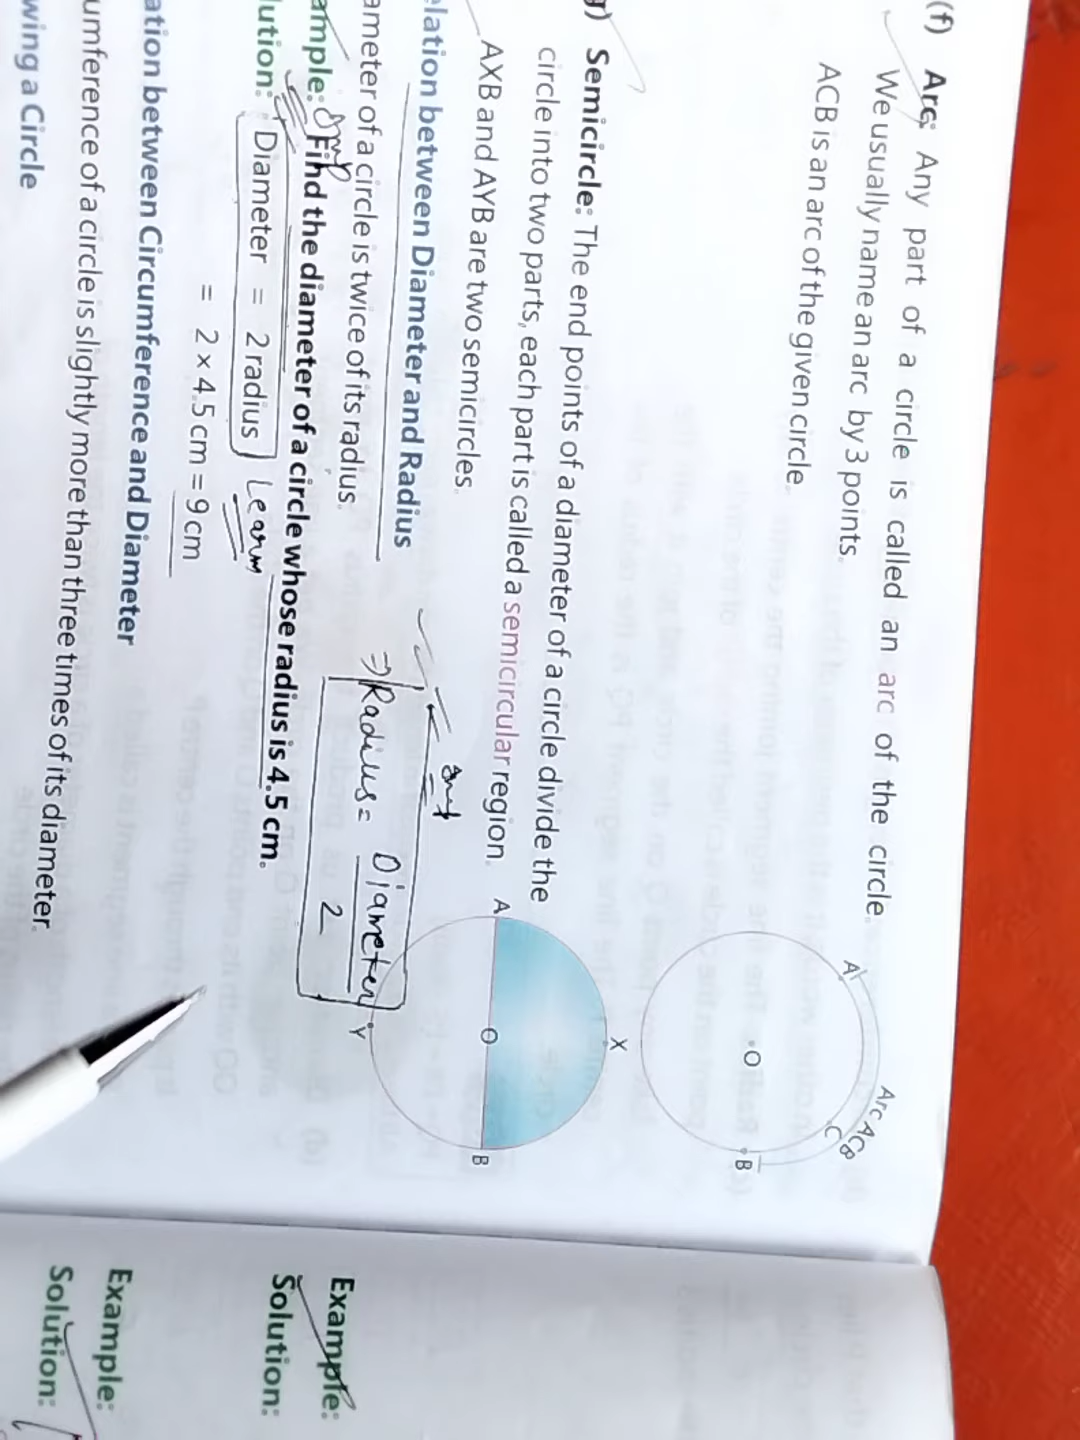 (f) Arc: Any part of a circle is called an arc of the circle.
We usually name an arc by 3 points.
ACB is an arc of the given circle.
A
Arc ACB
C
O
B
g) Semicircle: The end points of a diameter of a circle divide the
circle into two parts, each part is called a semicircular region.
AXB and AYB are two semicircles.
X
A
O
B
Y
elation between Diameter and Radius
ameter of a circle is twice of its radius.
⇒ Radius = Diameter
2
Imp
ample: Find the diameter of a circle whose radius is 4.5 cm.
lution: Diameter = 2 radius Learn
= 2 × 4.5 cm = 9 cm
ation between Circumference and Diameter
umference of a circle is slightly more than three times of its diameter.
wing a Circle
Example:
Solution:
Example:
Solution: